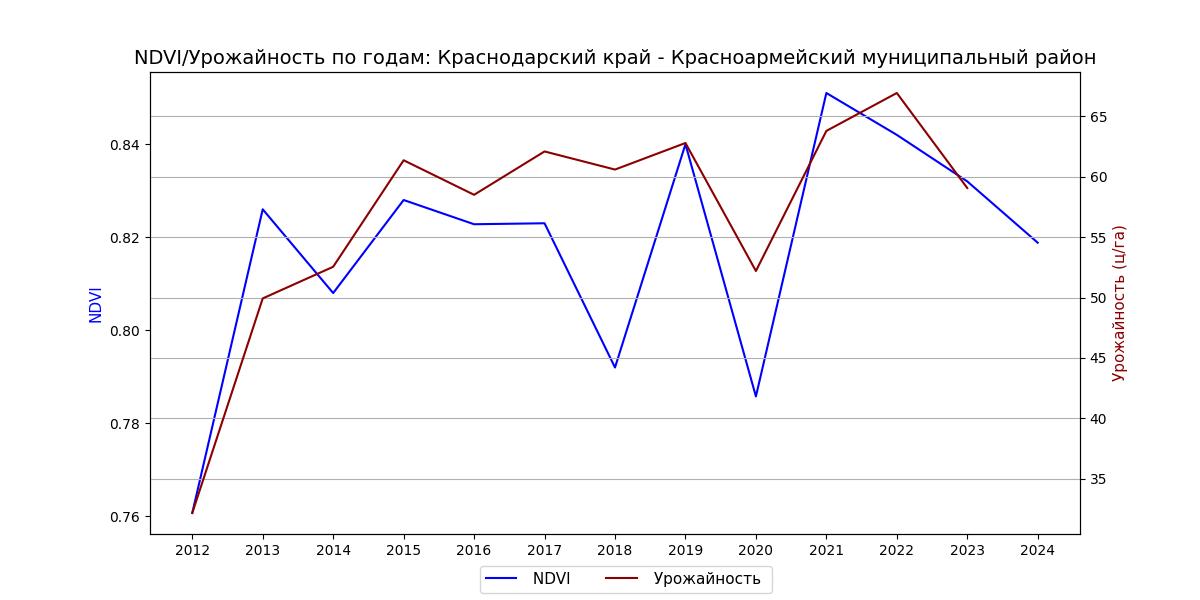 NDVI/Урожайность по годам: Краснодарский край - Красноармейский муниципальный район
NDVI
0.84
0.82
0.80
0.78
0.76
65
60
55
50
45
40
35
Урожайность (ц/га)
2012 2013 2014 2015 2016 2017 2018 2019 2020 2021 2022 2023 2024
NDVI Урожайность